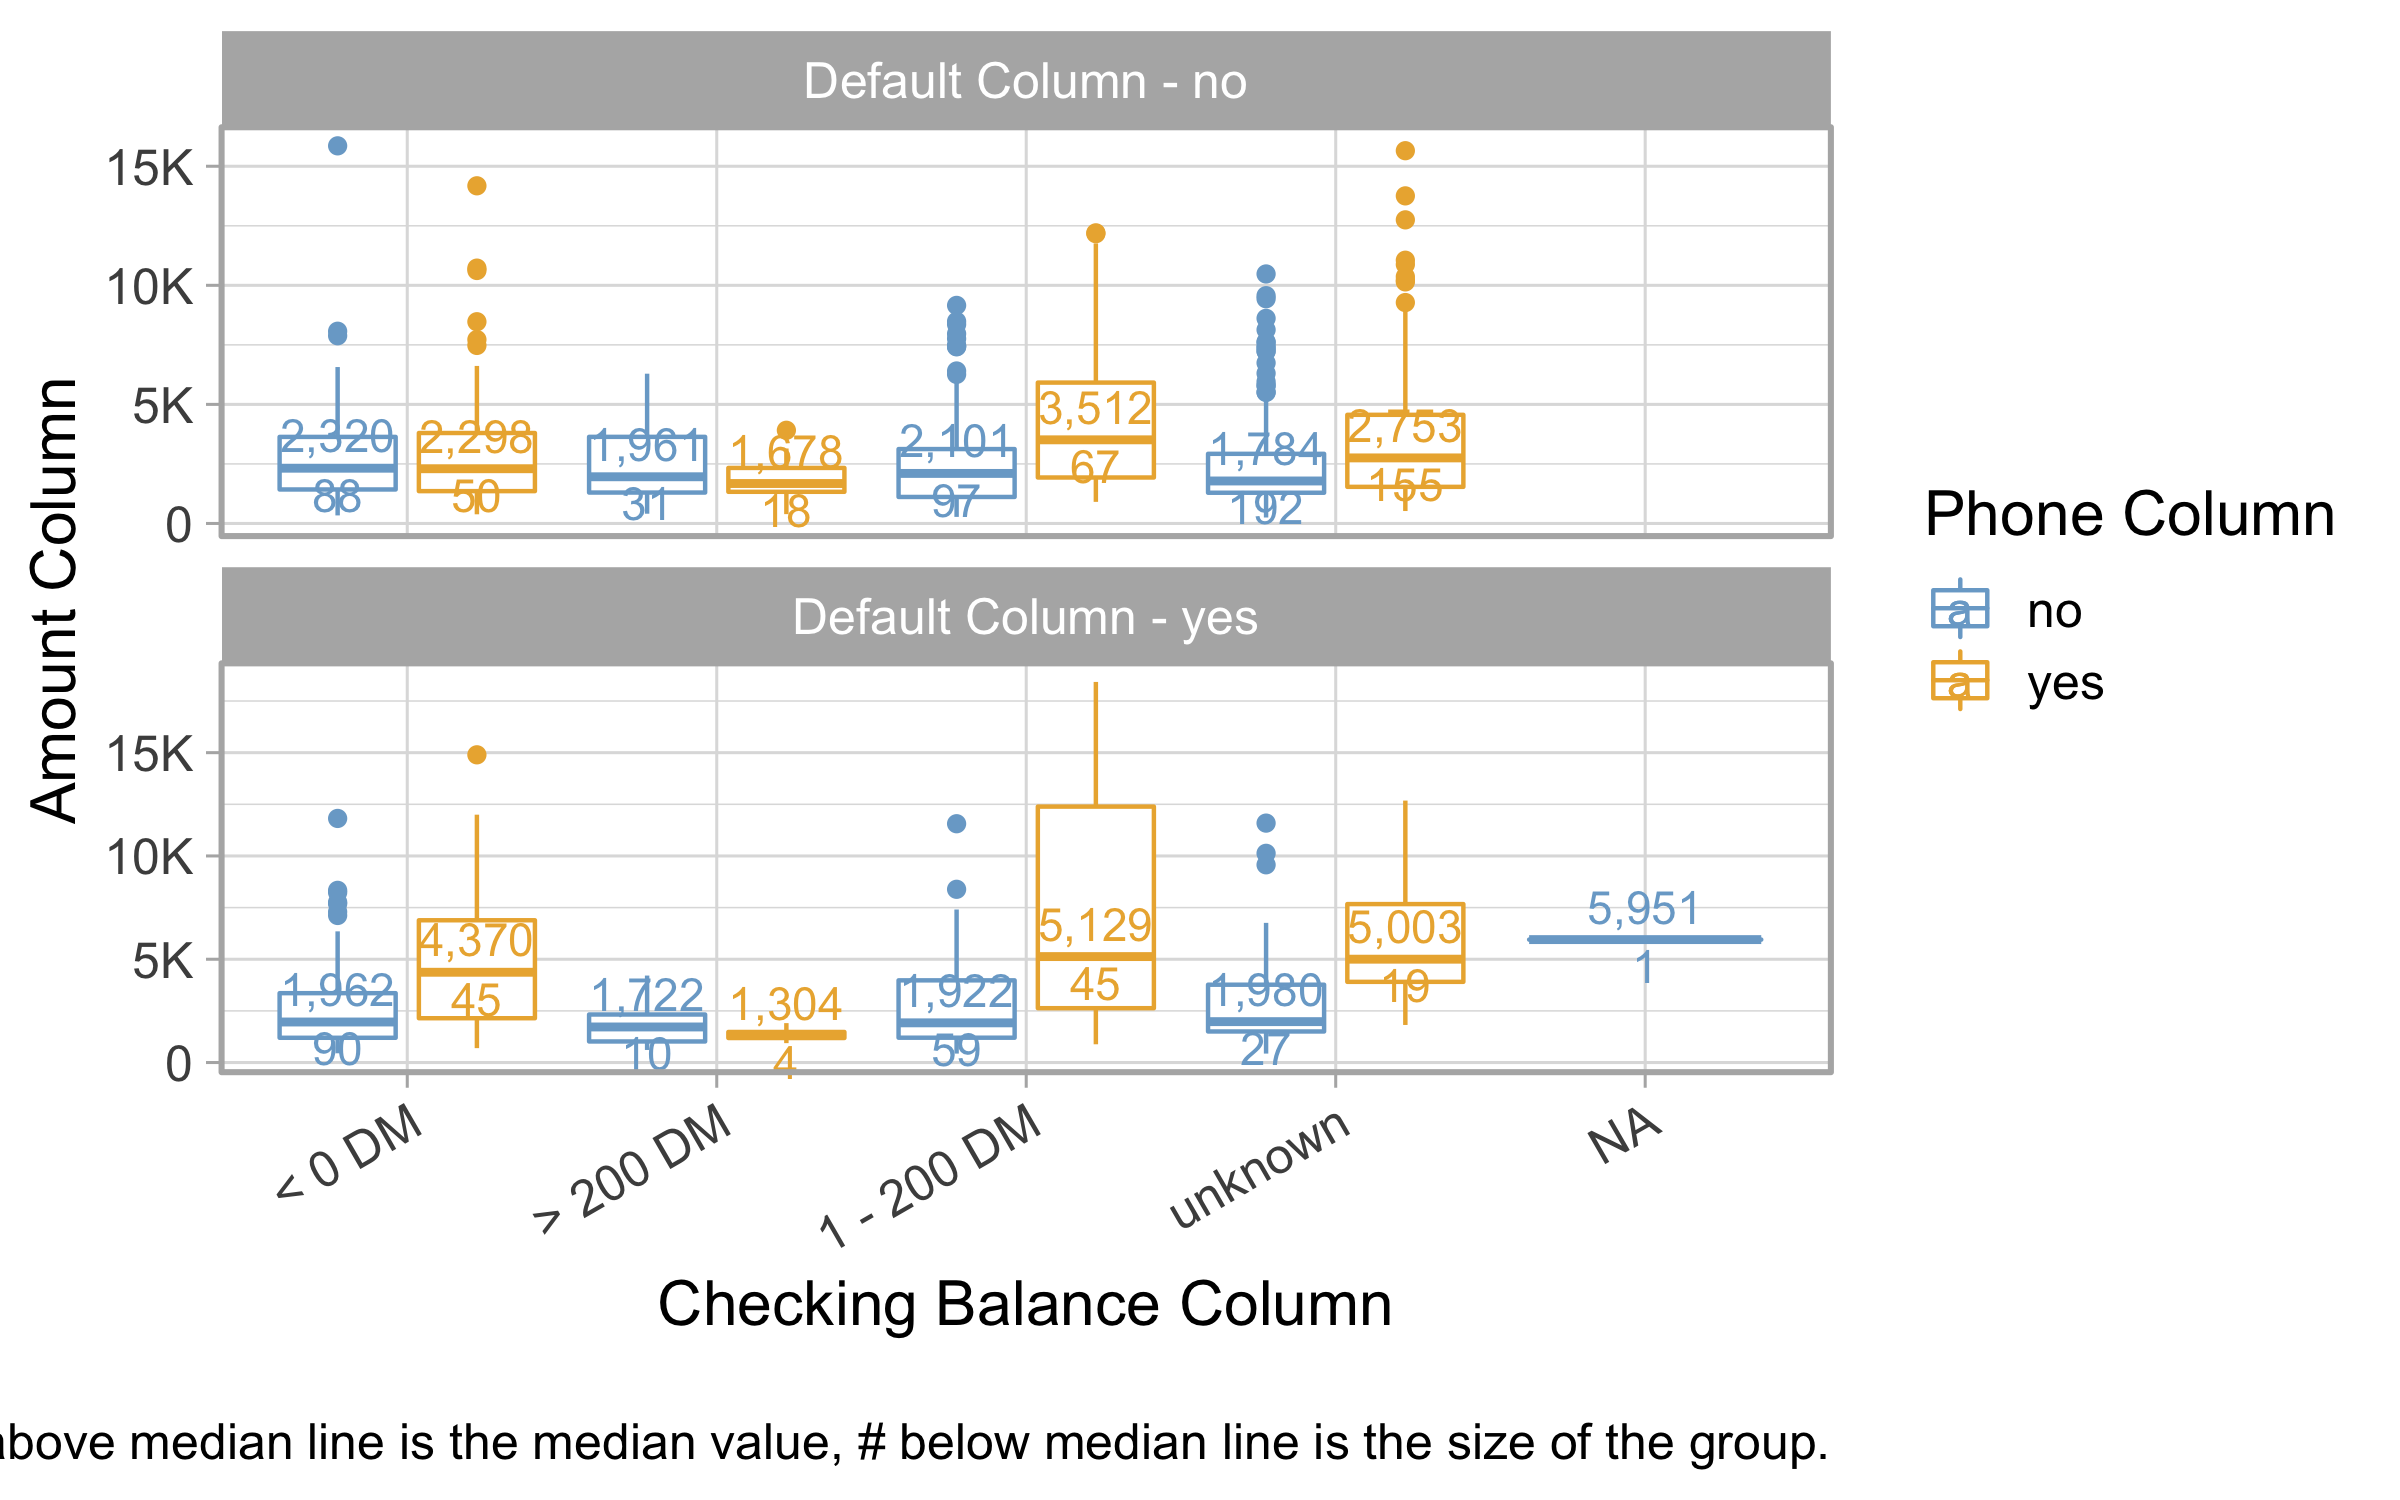 Default Column - no
15K
10K
5K
0
2,320
2,298
1,961
1,678
2,101
3,512
1,784
2,753
88
50
31
18
97
67
192
155
Default Column - yes
15K
10K
5K
0
1,962
4,370
1,722
1,304
1,922
5,129
1,980
5,003
5,951
90
45
10
4
59
45
27
19
1
Amount Column
< 0 DM
> 200 DM
1 - 200 DM
unknown
NA
Checking Balance Column
Phone Column
a no
a yes
above median line is the median value, # below median line is the size of the group.